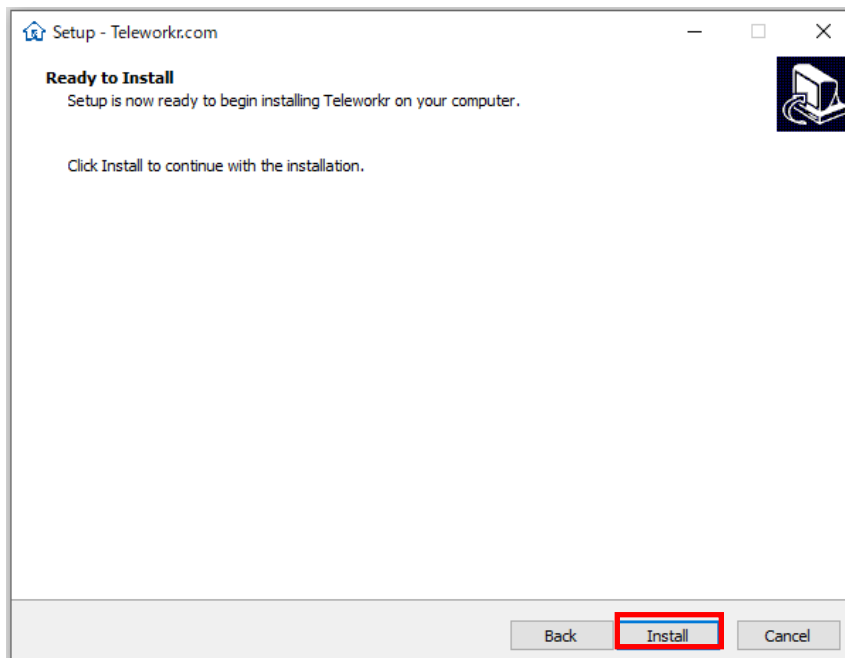 Setup - Teleworkr.com
Ready to Install
Setup is now ready to begin installing Teleworkr on your computer.
Click Install to continue with the installation.
Back Install Cancel